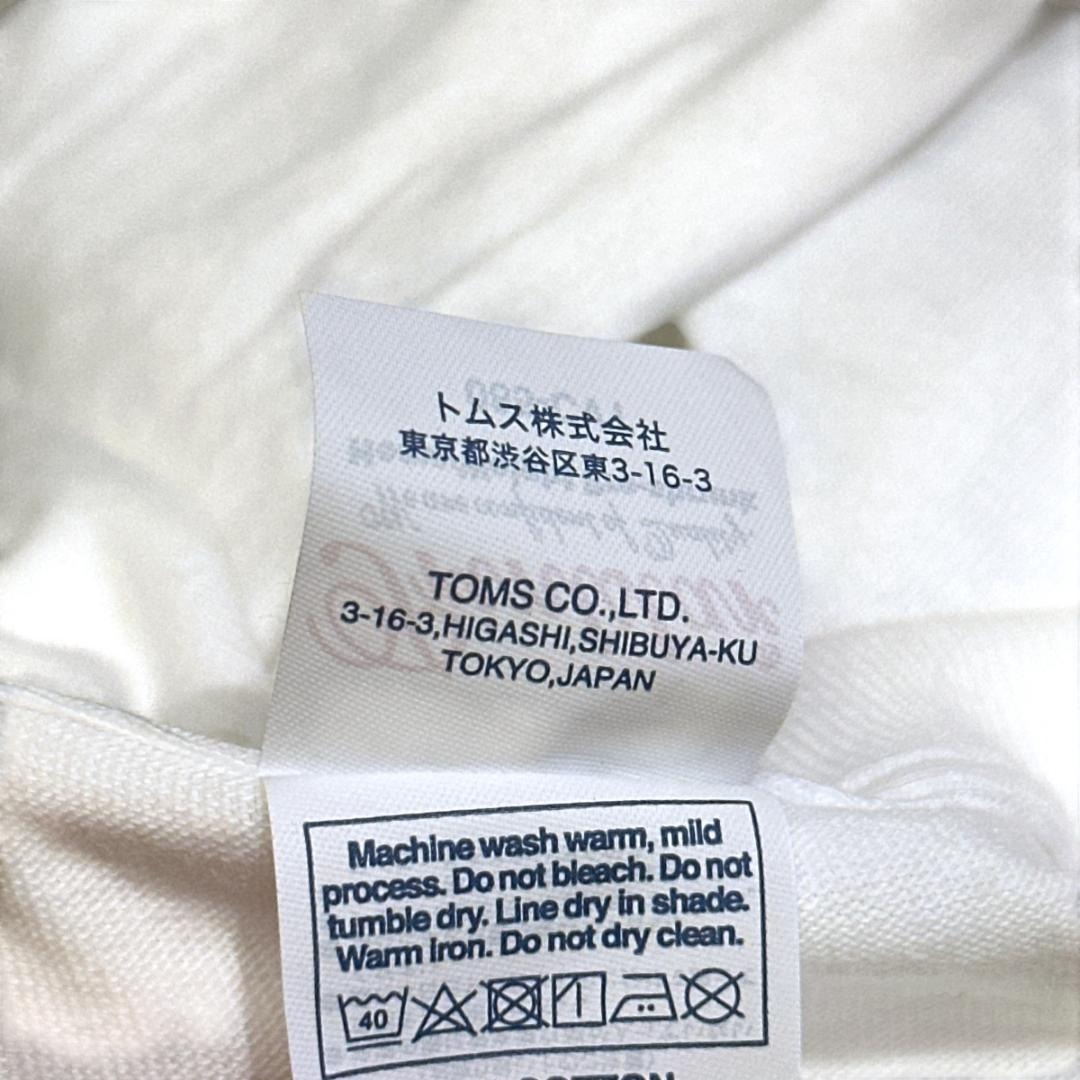 トムス株式会社
東京都渋谷区東3-16-3
TOMS CO.,LTD.
3-16-3,HIGASHI,SHIBUYA-KU
TOKYO,JAPAN
Machine wash warm, mild
process. Do not bleach. Do not
tumble dry. Line dry in shade.
Warm iron. Do not dry clean.
40
COTTON